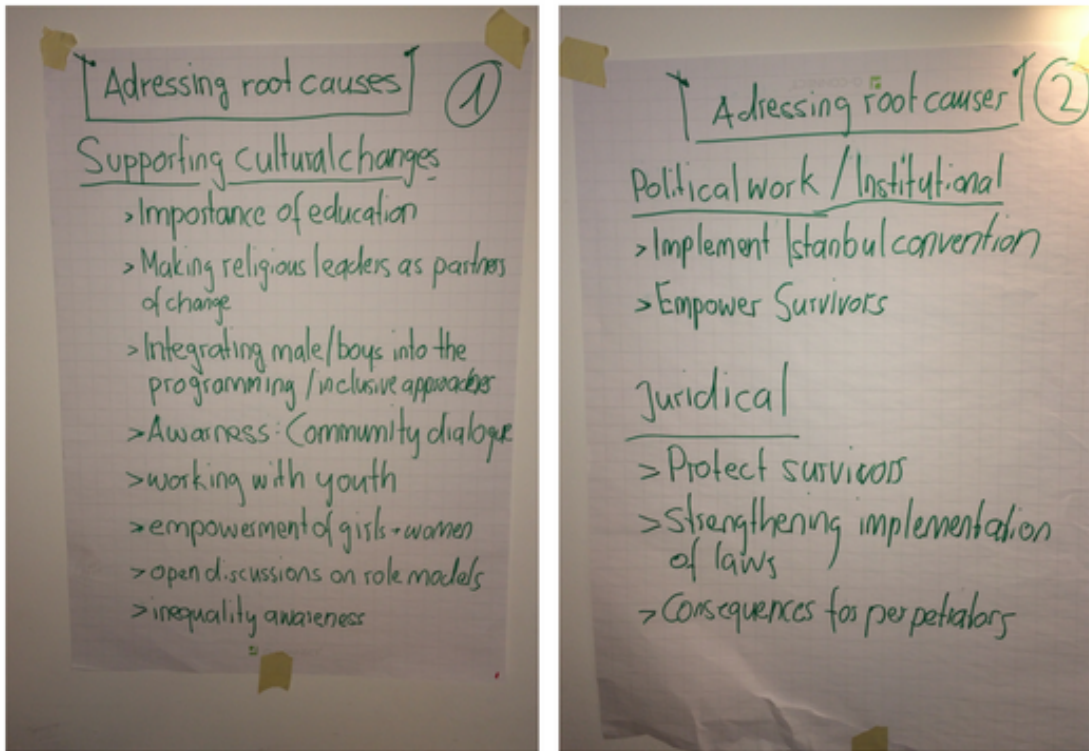 Adressing root causes
1
Supporting cultural changes
> Importance of education
> Making religious leaders as partners
of change
> Integrating male/boys into the
programming/inclusive approaches
> Awarness: Community dialogue
> working with youth
> empowerment of girls + women
> open discussions on role models
> inequality awareness
Adressing root causer
2
Political work / Institutional
> Implement Istanbul convention
> Empower Survivors
Juridical
> Protect survivors
> Strengthening implementation
of laws
> Consequences for perpetrators